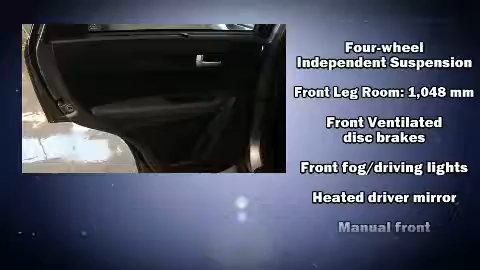 Four-wheel
Independent Suspension
Front Leg Room: 1,048 mm
Front Ventilated
disc brakes
Front fog/driving lights
Heated driver mirror
Manual front